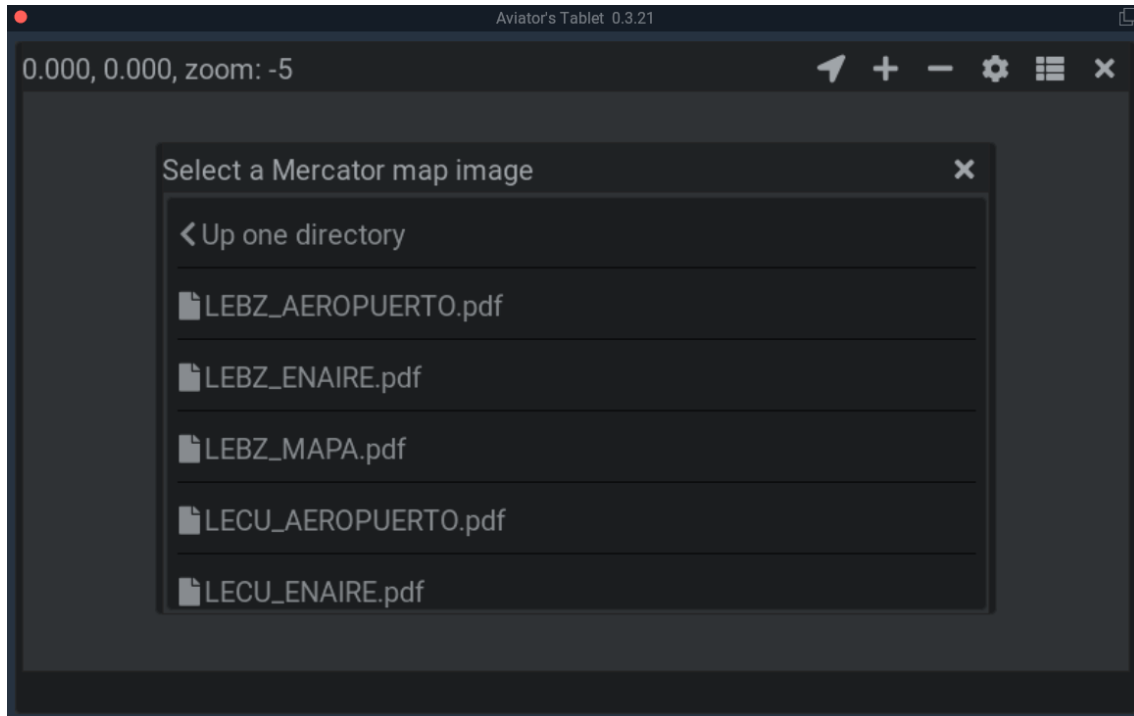 Aviator's Tablet 0.3.21
0.000, 0.000, zoom: -5
Select a Mercator map image
Up one directory
LEBZ_AEROPUERTO.pdf
LEBZ_ENAIRE.pdf
LEBZ_MAPA.pdf
LECU_AEROPUERTO.pdf
LECU_ENAIRE.pdf